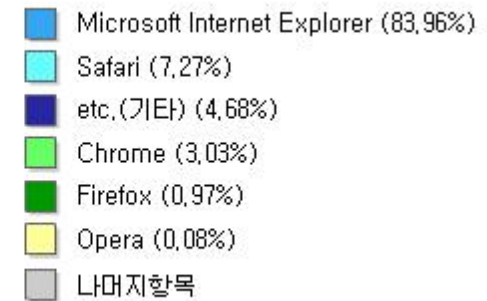 Microsoft Internet Explorer (83,96%)
Safari (7,27%)
etc,(기타) (4,68%)
Chrome (3,03%)
Firefox (0,97%)
Opera (0,08%)
나머지항목